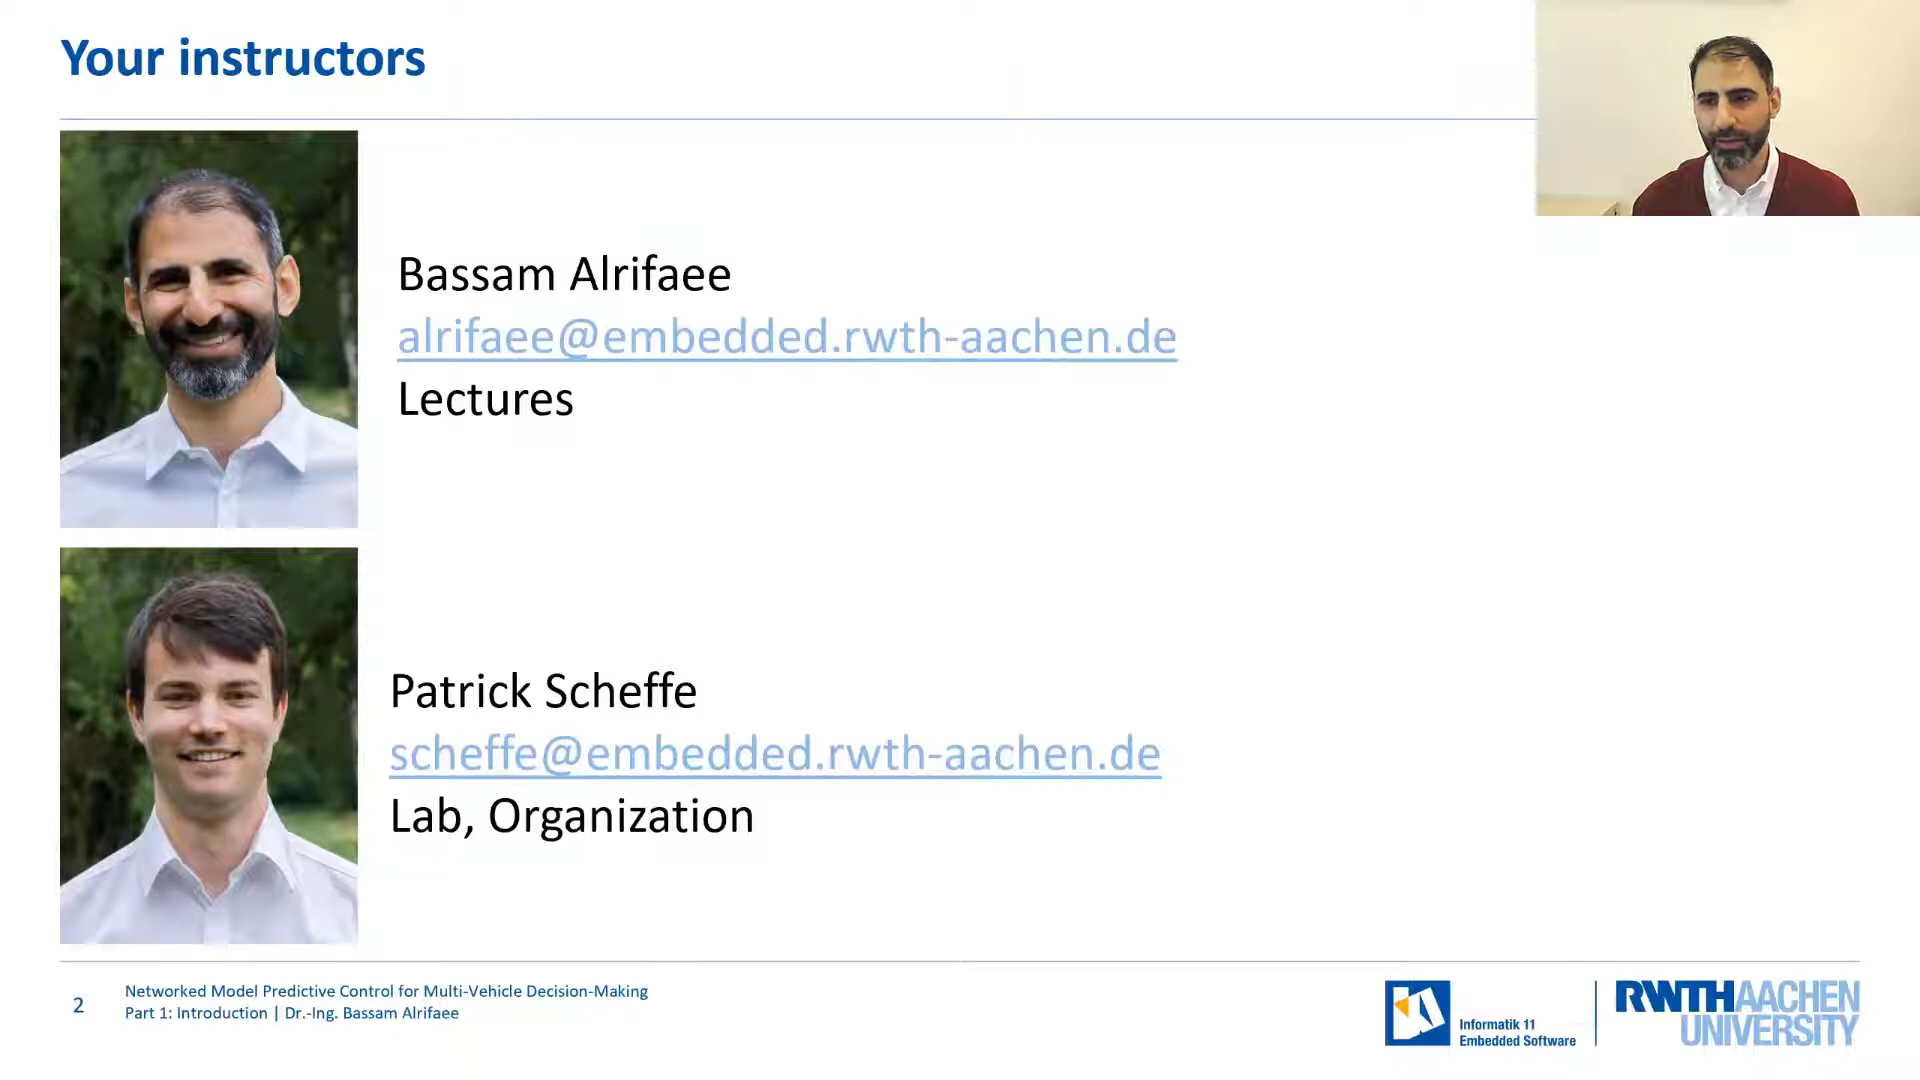 Your instructors
Bassam Alrifaee
alrifaee@embedded.rwth-aachen.de
Lectures
Patrick Scheffe
scheffe@embedded.rwth-aachen.de
Lab, Organization
2
Networked Model Predictive Control for Multi-Vehicle Decision-Making
Part 1: Introduction | Dr.-Ing. Bassam Alrifaee
Informatik 11
Embedded Software
RWTHAACHEN
UNIVERSITY